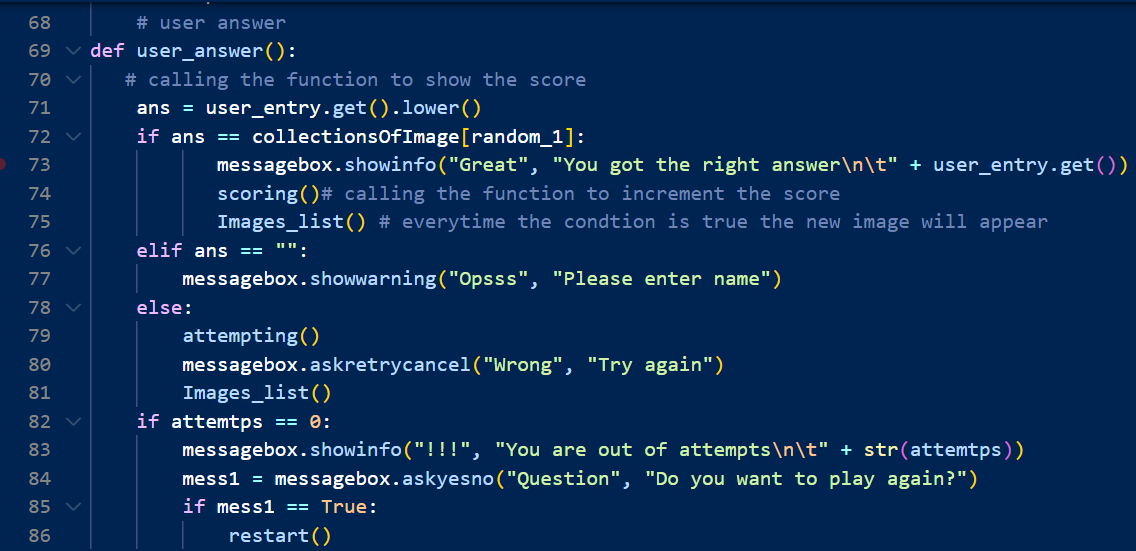 68 # user answer
69 def user_answer():
70 # calling the function to show the score
71 ans = user_entry.get().lower()
72 if ans == collectionsOfImage[random_1]:
73 messagebox.showinfo("Great", "You got the right answer\n\t" + user_entry.get())
74 scoring()# calling the function to increment the score
75 Images_list() # everytime the condtion is true the new image will appear
76 elif ans == "":
77 messagebox.showwarning("Opsss", "Please enter name")
78 else:
79 attempting()
80 messagebox.askretrycancel("Wrong", "Try again")
81 Images_list()
82 if attemtps == 0:
83 messagebox.showinfo("!!!", "You are out of attempts\n\t" + str(attemtps))
84 mess1 = messagebox.askyesno("Question", "Do you want to play again?")
85 if mess1 == True:
86 restart()